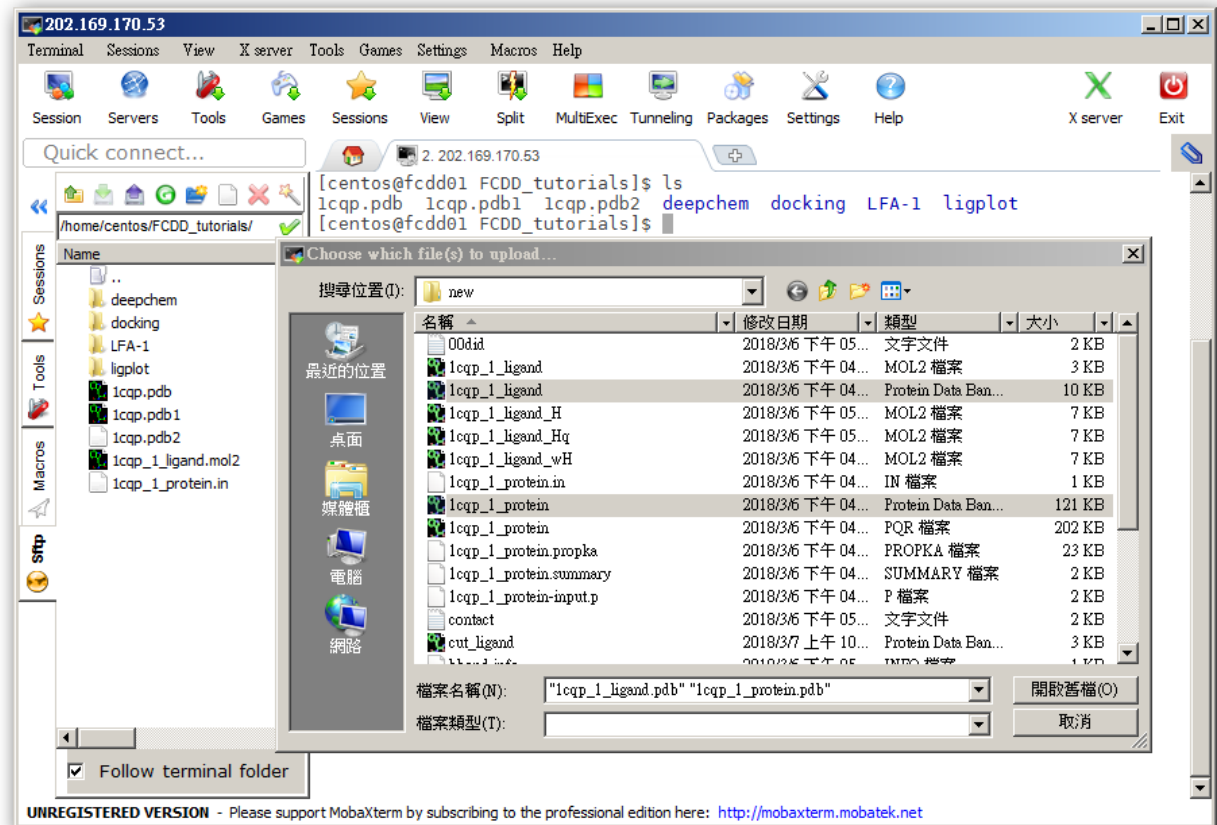 202.169.170.53
Terminal Sessions View X server Tools Games Settings Macros Help
Session Servers Tools Games Sessions View Split MultiExec Tunneling Packages Settings Help X server Exit
Quick connect...
2. 202.169.170.53
[centos@fcdd01 FCDD_tutorials]$ ls
1cqp.pdb 1cqp.pdb1 1cqp.pdb2 deepchem docking LFA-1 ligplot
[centos@fcdd01 FCDD_tutorials]$
/home/centos/FCDD_tutorials/
Name
..
deepchem
docking
LFA-1
ligplot
1cqp.pdb
1cqp.pdb1
1cqp.pdb2
1cqp_1_ligand.mol2
1cqp_1_protein.in
Sessions
Tools
Macros
Sftp
Follow terminal folder
Choose which file(s) to upload...
搜尋位置(I): new
最近的位置
桌面
媒體櫃
電腦
網路
名稱 修改日期 類型 大小
00did 2018/3/6 下午 05... 文字文件 2 KB
1cqp_1_ligand 2018/3/6 下午 04... MOL2 檔案 3 KB
1cqp_1_ligand 2018/3/6 下午 04... Protein Data Ban... 10 KB
1cqp_1_ligand_H 2018/3/6 下午 05... MOL2 檔案 7 KB
1cqp_1_ligand_Hq 2018/3/6 下午 05... MOL2 檔案 7 KB
1cqp_1_ligand_wH 2018/3/6 下午 04... MOL2 檔案 7 KB
1cqp_1_protein.in 2018/3/6 下午 04... IN 檔案 1 KB
1cqp_1_protein 2018/3/6 下午 04... Protein Data Ban... 121 KB
1cqp_1_protein 2018/3/6 下午 04... PQR 檔案 202 KB
1cqp_1_protein.propka 2018/3/6 下午 04... PROPKA 檔案 23 KB
1cqp_1_protein.summary 2018/3/6 下午 04... SUMMARY 檔案 2 KB
1cqp_1_protein-input.p 2018/3/6 下午 04... P 檔案 2 KB
contact 2018/3/6 下午 05... 文字文件 2 KB
cut_ligand 2018/3/7 上午 10... Protein Data Ban... 3 KB
檔案名稱(N): "1cqp_1_ligand.pdb" "1cqp_1_protein.pdb" 開啟舊檔(O)
檔案類型(T): 取消
UNREGISTERED VERSION - Please support MobaXterm by subscribing to the professional edition here: http://mobaxterm.mobatek.net